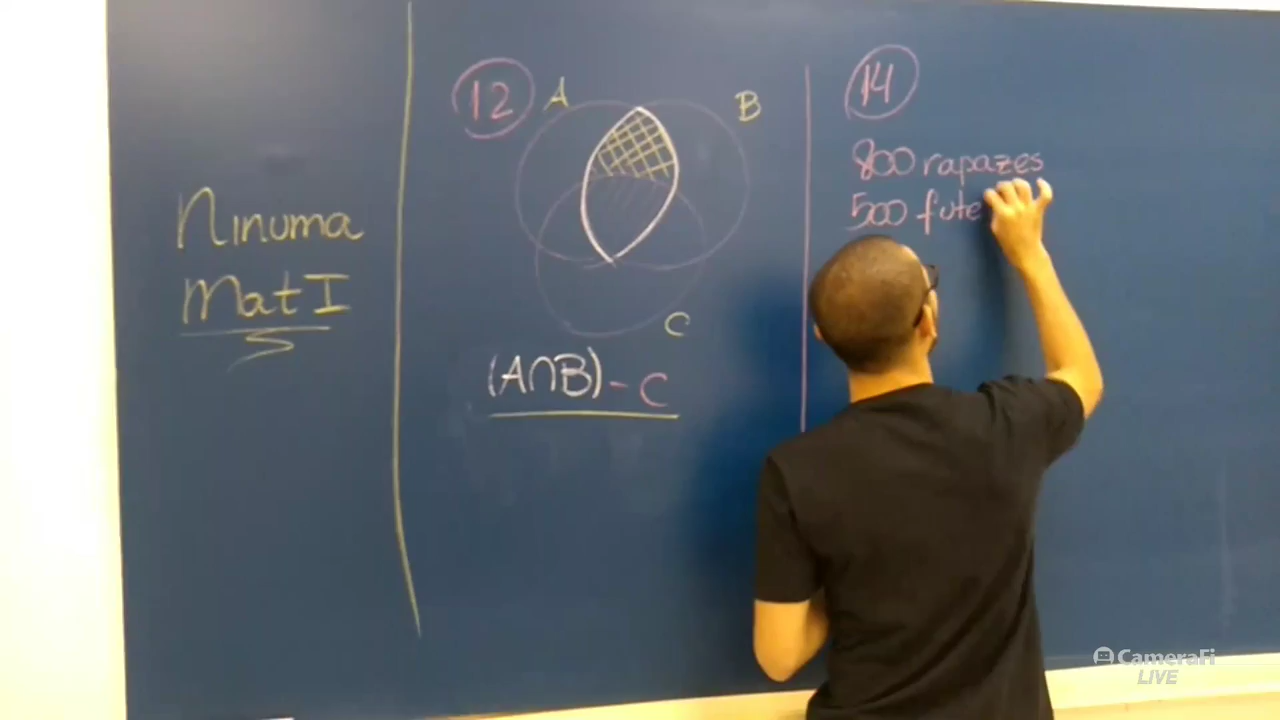 Ninuma
Mat I
12
A
B
C
(A∩B) - C
14
800 rapazes
500 fute
CameraFi
LIVE